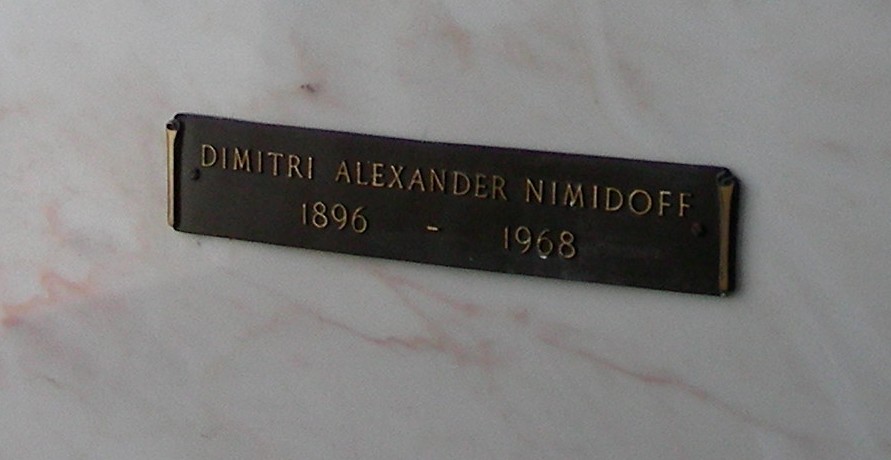 DIMITRI ALEXANDER NIMIDOFF
1896 - 1968